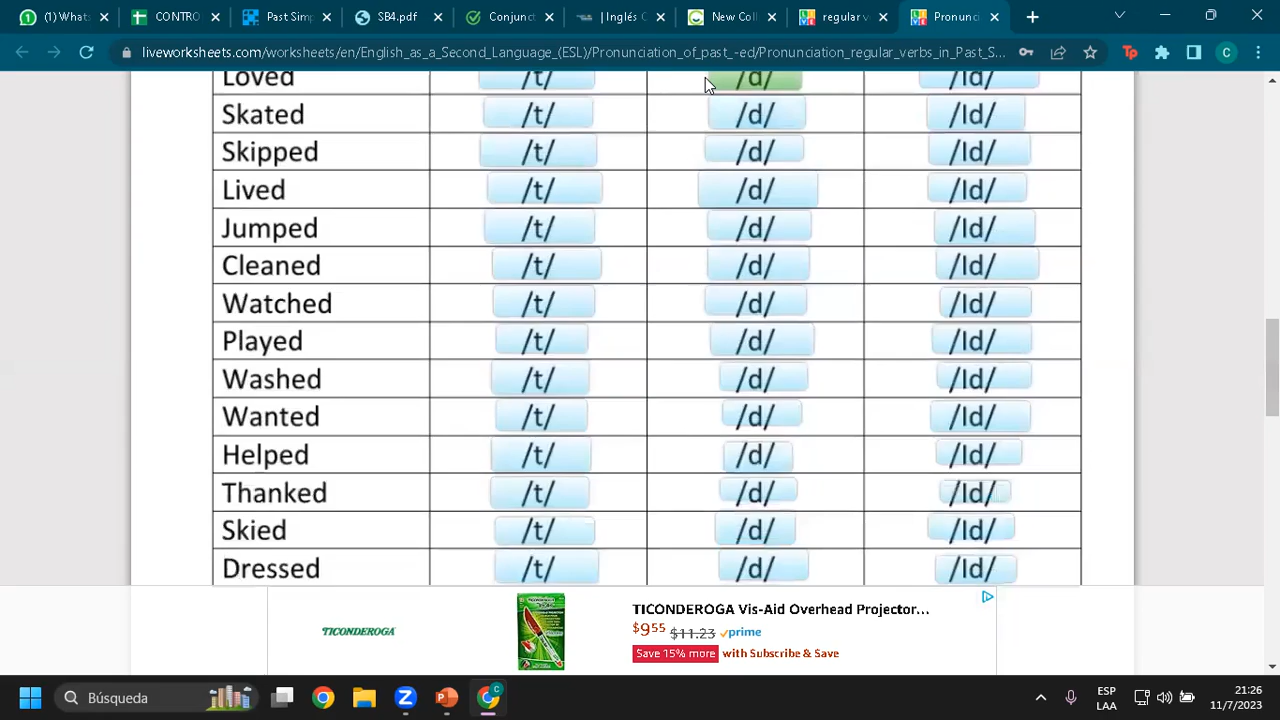 (1) Whats
CONTRO
Past Sim
SB4.pdf
Conjunct
Inglés C
New Coll
regular v
Pronunci
liveworksheets.com/worksheets/en/English_as_a_Second_Language_(ESL)/Pronunciation_of_past_-ed/Pronunciation_regular_verbs_in_Past_S...
Loved /t/ /d/ /Id/
Skated /t/ /d/ /Id/
Skipped /t/ /d/ /Id/
Lived /t/ /d/ /Id/
Jumped /t/ /d/ /Id/
Cleaned /t/ /d/ /Id/
Watched /t/ /d/ /Id/
Played /t/ /d/ /Id/
Washed /t/ /d/ /Id/
Wanted /t/ /d/ /Id/
Helped /t/ /d/ /Id/
Thanked /t/ /d/ /Id/
Skied /t/ /d/ /Id/
Dressed /t/ /d/ /Id/
TICONDEROGA
TICONDEROGA Vis-Aid Overhead Projector...
$9.55 $11.23 prime
Save 15% more with Subscribe & Save
Búsqueda
ESP
LAA
21:26
11/7/2023